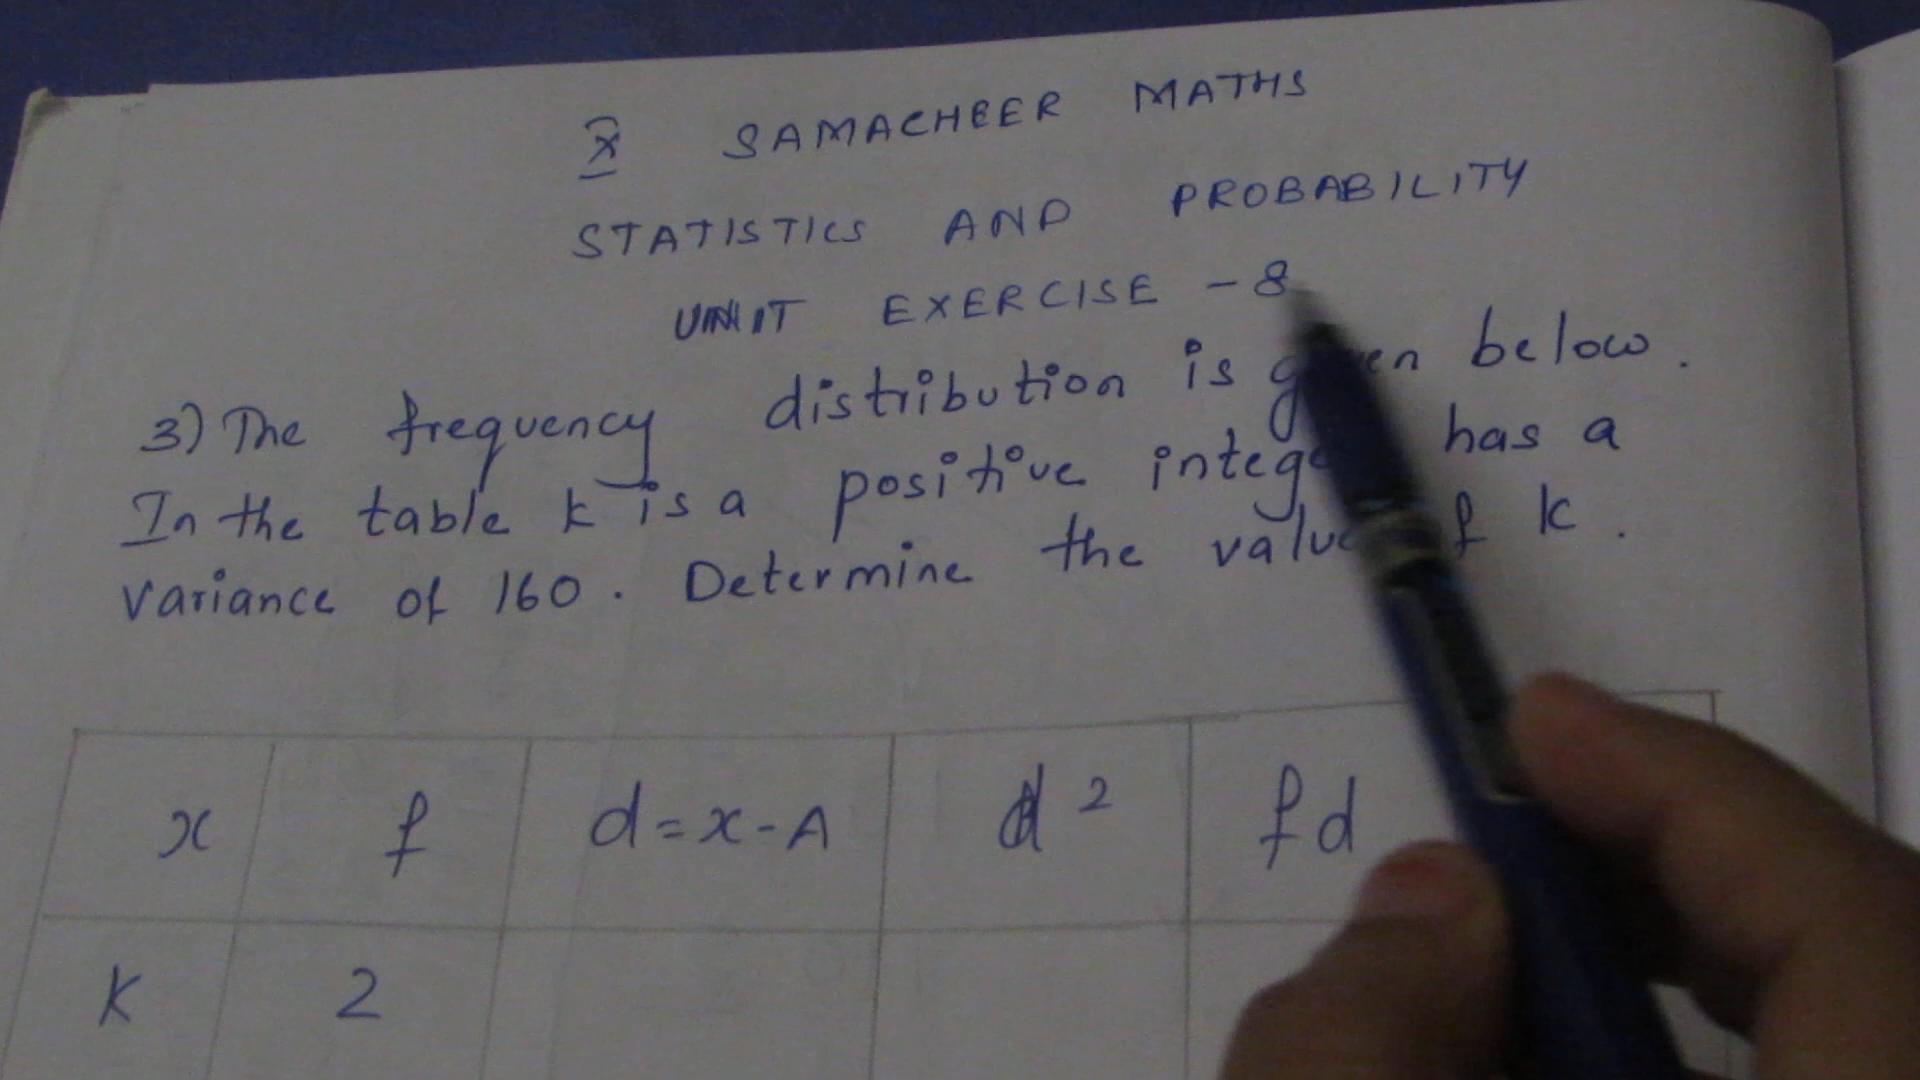 X SAMACHEER MATHS
STATISTICS AND PROBABILITY
UNIT EXERCISE - 8
3) The frequency distribution is below.
In the table k is a positive has a
variance of 160. Determine the k.
x f d=x-A d² fd
k 2